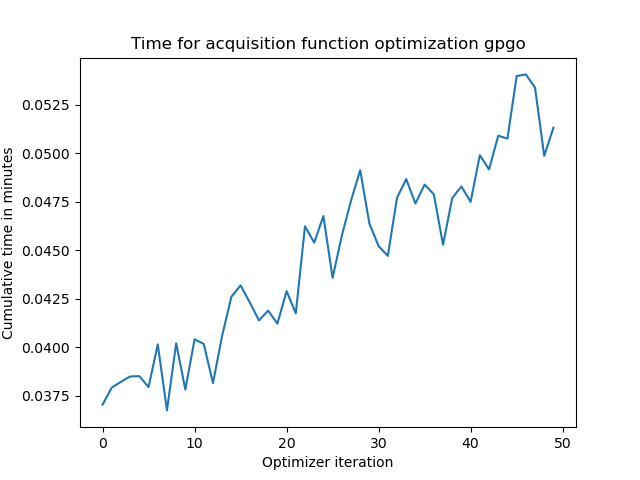 Time for acquisition function optimization gpgo
Cumulative time in minutes
0.0525
0.0500
0.0475
0.0450
0.0425
0.0400
0.0375
0 10 20 30 40 50
Optimizer iteration